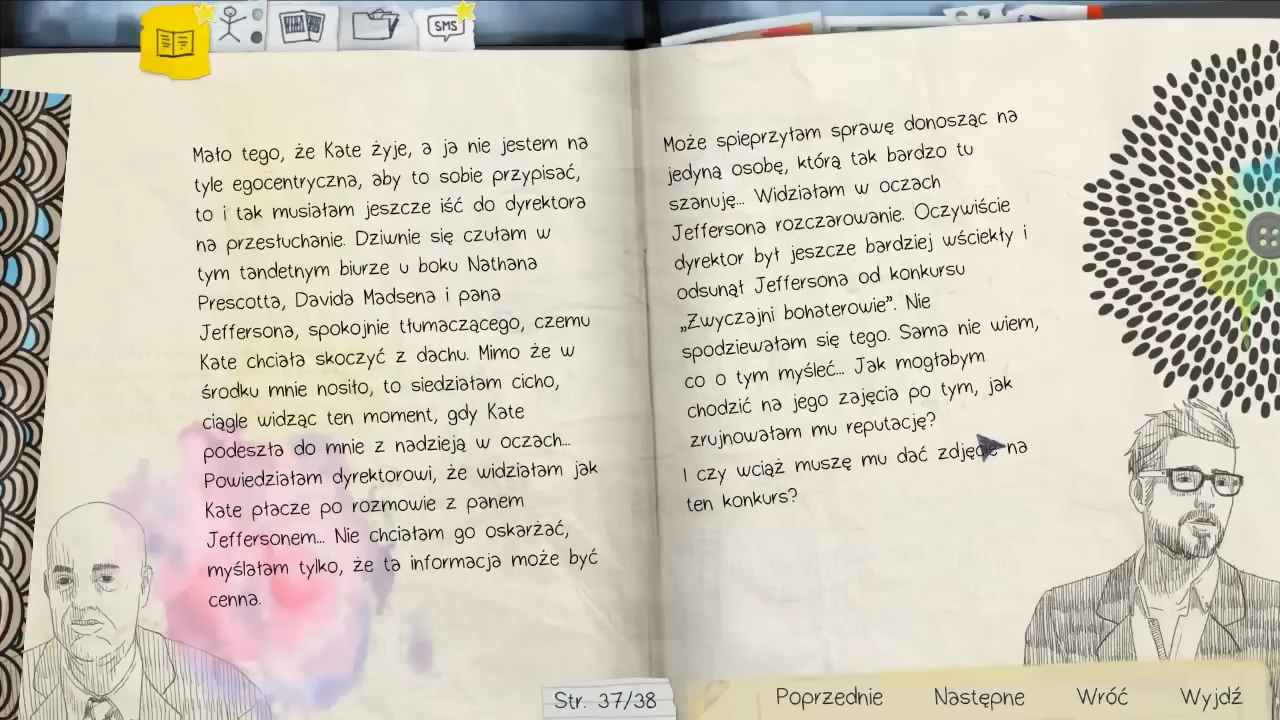 SMS
Mało tego, że Kate żyje, a ja nie jestem na
tyle egocentryczna, aby to sobie przypisać,
to i tak musiałam jeszcze iść do dyrektora
na przesłuchanie. Dziwnie się czułam w
tym tandetnym biurze u boku Nathana
Prescotta, Davida Madsena i pana
Jeffersona, spokojnie tłumaczącego, czemu
Kate chciała skoczyć z dachu. Mimo że w
środku mnie nosiło, to siedziałam cicho,
ciągle widząc ten moment, gdy Kate
podeszła do mnie z nadzieją w oczach...
Powiedziałam dyrektorowi, że widziałam jak
Kate płacze po rozmowie z panem
Jeffersonem... Nie chciałam go oskarżać,
myślałam tylko, że ta informacja może być
cenna.
Może spieprzyłam sprawę donosząc na
jedyną osobę, którą tak bardzo tu
szanuję... Widziałam w oczach
Jeffersona rozczarowanie. Oczywiście
dyrektor był jeszcze bardziej wściekły i
odsunął Jeffersona od konkursu
„Zwyczajni bohaterowie”. Nie
spodziewałam się tego. Sama nie wiem,
co o tym myśleć... Jak mogłabym
chodzić na jego zajęcia po tym, jak
zrujnowałam mu reputację?
I czy wciąż muszę mu dać zdjęcie na
ten konkurs?
Str. 37/38
Poprzednie Następne Wróć Wyjdź